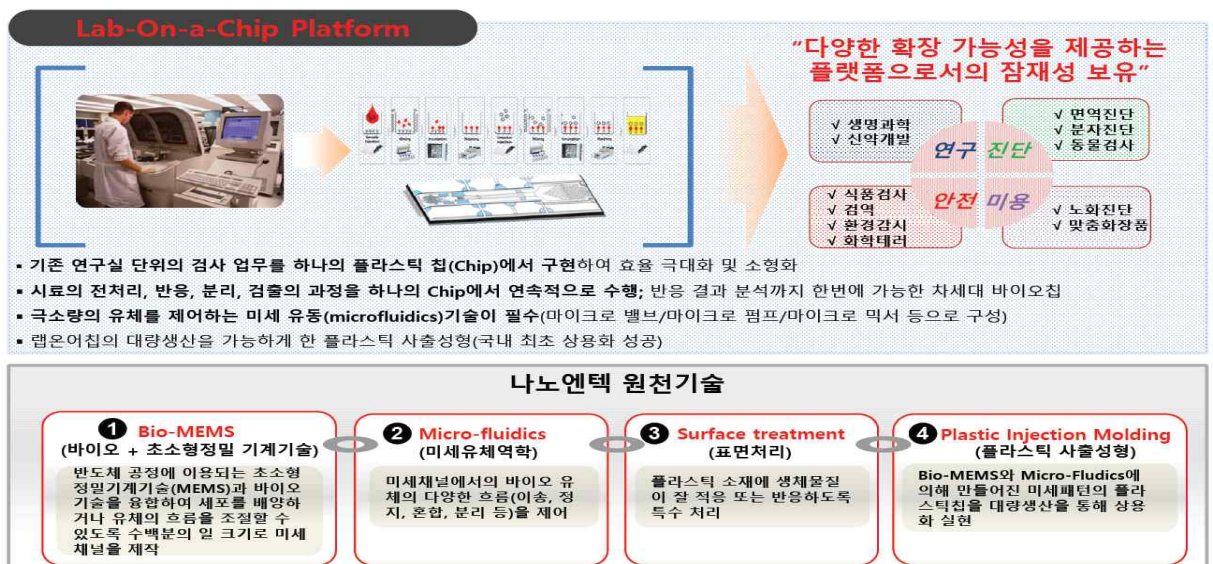 Lab-On-a-Chip Platform
"다양한 확장 가능성을 제공하는
플랫폼으로서의 잠재성 보유"
√ 생명과학
√ 신약개발
√ 면역진단
√ 분자진단
√ 동물검사
연구 진단
안전 미용
√ 식품검사
√ 검역
√ 환경감시
√ 화학테러
√ 노화진단
√ 맞춤화장품
▪ 기존 연구실 단위의 검사 업무를 하나의 플라스틱 칩(Chip)에서 구현하여 효율 극대화 및 소형화
▪ 시료의 전처리, 반응, 분리, 검출의 과정을 하나의 Chip에서 연속적으로 수행; 반응 결과 분석까지 한번에 가능한 차세대 바이오칩
▪ 극소량의 유체를 제어하는 미세 유동(microfluidics)기술이 필수(마이크로 밸브/마이크로 펌프/마이크로 믹서 등으로 구성)
▪ 랩온어칩의 대량생산을 가능하게 한 플라스틱 사출성형(국내 최초 상용화 성공)
나노엔텍 원천기술
1 Bio-MEMS
(바이오 + 초소형정밀 기계기술)
반도체 공정에 이용되는 초소형
정밀기계기술(MEMS)과 바이오
기술을 융합하여 세포를 배양하
거나 유체의 흐름을 조절할 수
있도록 수백분의 일 크기로 미세
채널을 제작
2 Micro-fluidics
(미세유체역학)
미세채널에서의 바이오 유
체의 다양한 흐름(이송, 정
지, 혼합, 분리 등)을 제어
3 Surface treatment
(표면처리)
플라스틱 소재에 생체물질
이 잘 적응 또는 반응하도록
특수 처리
4 Plastic Injection Molding
(플라스틱 사출성형)
Bio-MEMS와 Micro-Fludics에
의해 만들어진 미세패턴의 플라
스틱칩을 대량생산을 통해 상용
화 실현